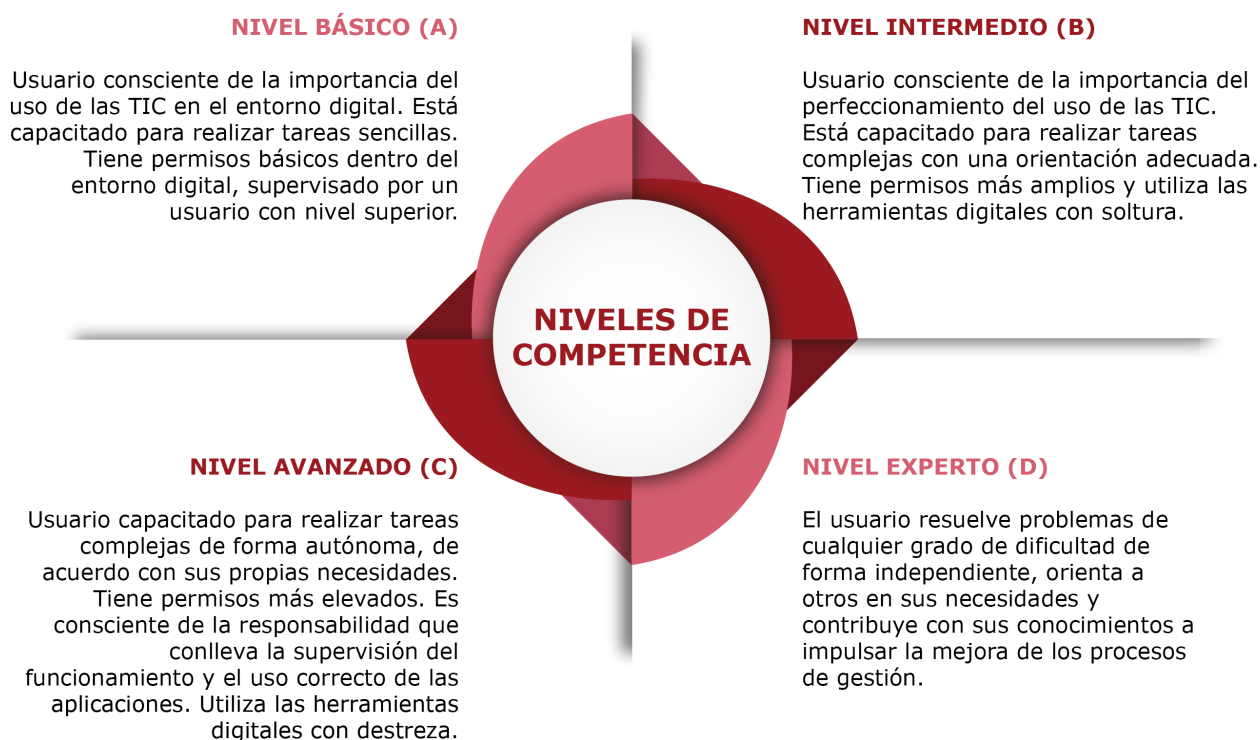 NIVEL BÁSICO (A)
Usuario consciente de la importancia del
uso de las TIC en el entorno digital. Está
capacitado para realizar tareas sencillas.
Tiene permisos básicos dentro del
entorno digital, supervisado por un
usuario con nivel superior.
NIVEL INTERMEDIO (B)
Usuario consciente de la importancia del
perfeccionamiento del uso de las TIC.
Está capacitado para realizar tareas
complejas con una orientación adecuada.
Tiene permisos más amplios y utiliza las
herramientas digitales con soltura.
NIVELES DE
COMPETENCIA
NIVEL AVANZADO (C)
Usuario capacitado para realizar tareas
complejas de forma autónoma, de
acuerdo con sus propias necesidades.
Tiene permisos más elevados. Es
consciente de la responsabilidad que
conlleva la supervisión del
funcionamiento y el uso correcto de las
aplicaciones. Utiliza las herramientas
digitales con destreza.
NIVEL EXPERTO (D)
El usuario resuelve problemas de
cualquier grado de dificultad de
forma independiente, orienta a
otros en sus necesidades y
contribuye con sus conocimientos a
impulsar la mejora de los procesos
de gestión.